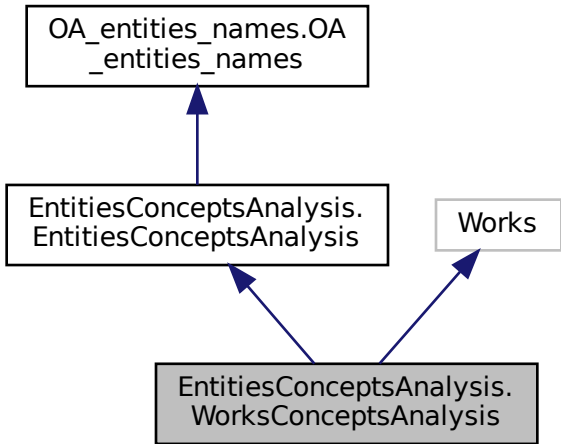 OA_entities_names.OA
_entities_names
EntitiesConceptsAnalysis.
EntitiesConceptsAnalysis
Works
EntitiesConceptsAnalysis.
WorksConceptsAnalysis